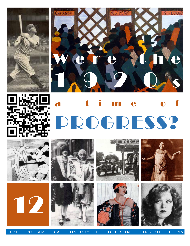 Were the
1920s
a time of
PROGRESS?
12